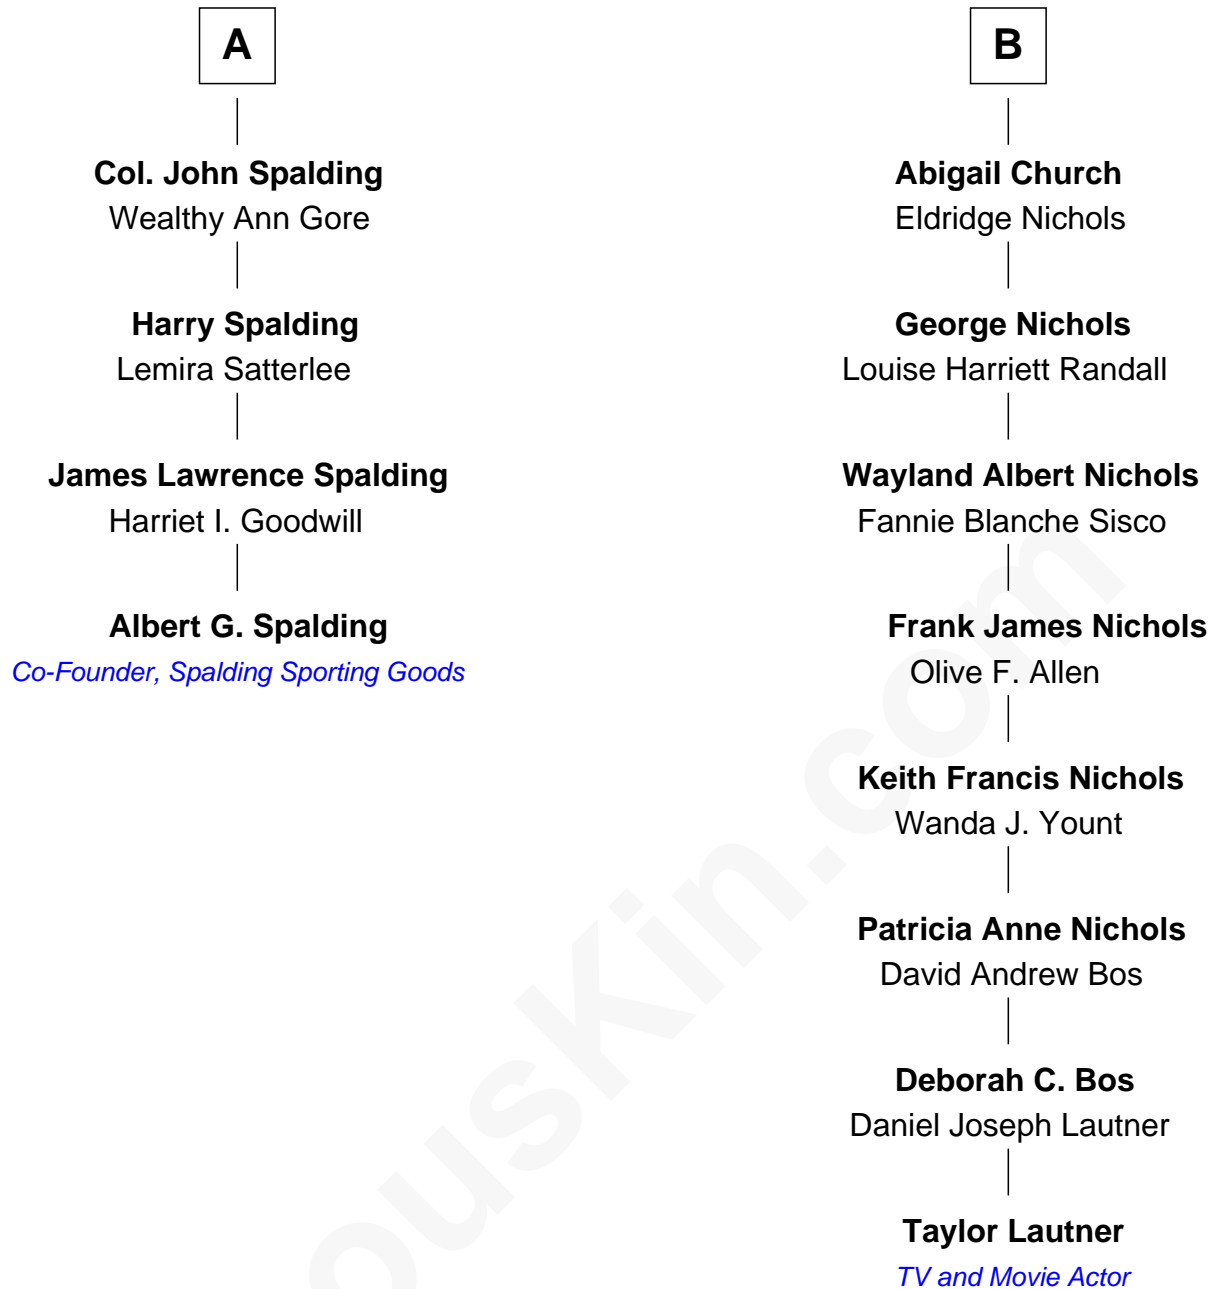 A
Col. John Spalding
Wealthy Ann Gore
Harry Spalding
Lemira Satterlee
James Lawrence Spalding
Harriet I. Goodwill
Albert G. Spalding
Co-Founder, Spalding Sporting Goods
B
Abigail Church
Eldridge Nichols
George Nichols
Louise Harriett Randall
Wayland Albert Nichols
Fannie Blanche Sisco
Frank James Nichols
Olive F. Allen
Keith Francis Nichols
Wanda J. Yount
Patricia Anne Nichols
David Andrew Bos
Deborah C. Bos
Daniel Joseph Lautner
Taylor Lautner
TV and Movie Actor
ousKin.com